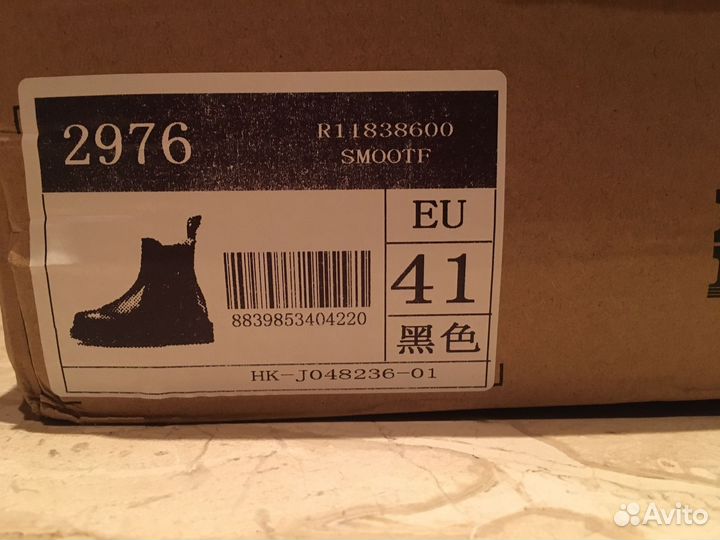 2976
R11838600
SMOOTF
EU
41
黑色
8839853404220
HK-J048236-01
Avito